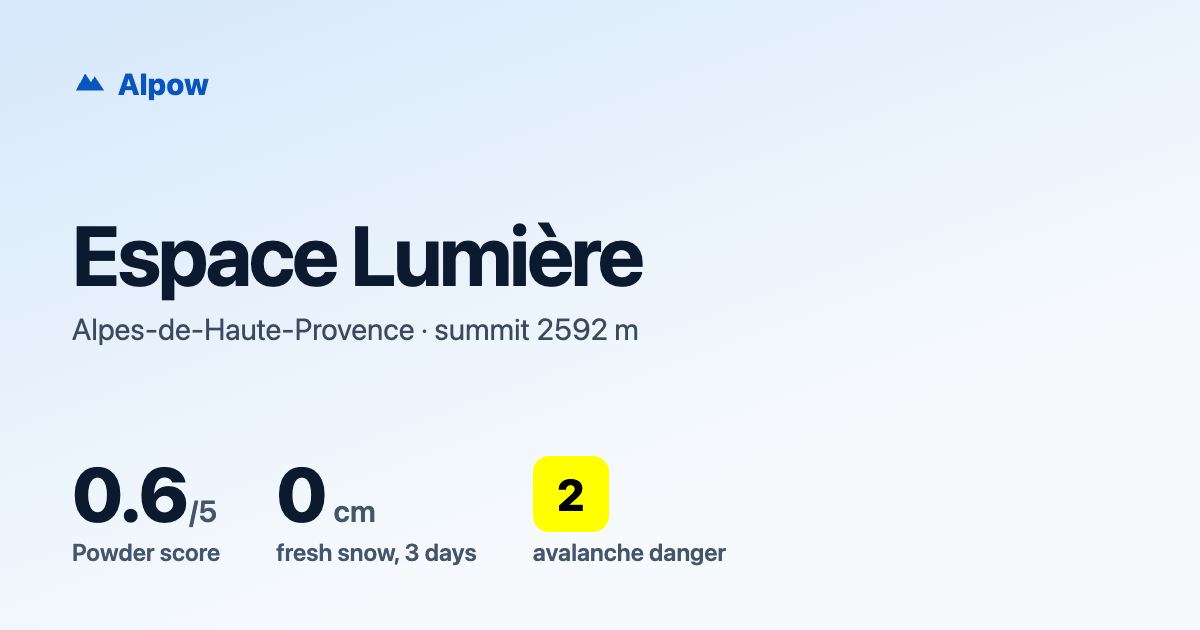 Alpow
Espace Lumière
Alpes-de-Haute-Provence · summit 2592 m
0.6/5
Powder score
0 cm
fresh snow, 3 days
2
avalanche danger